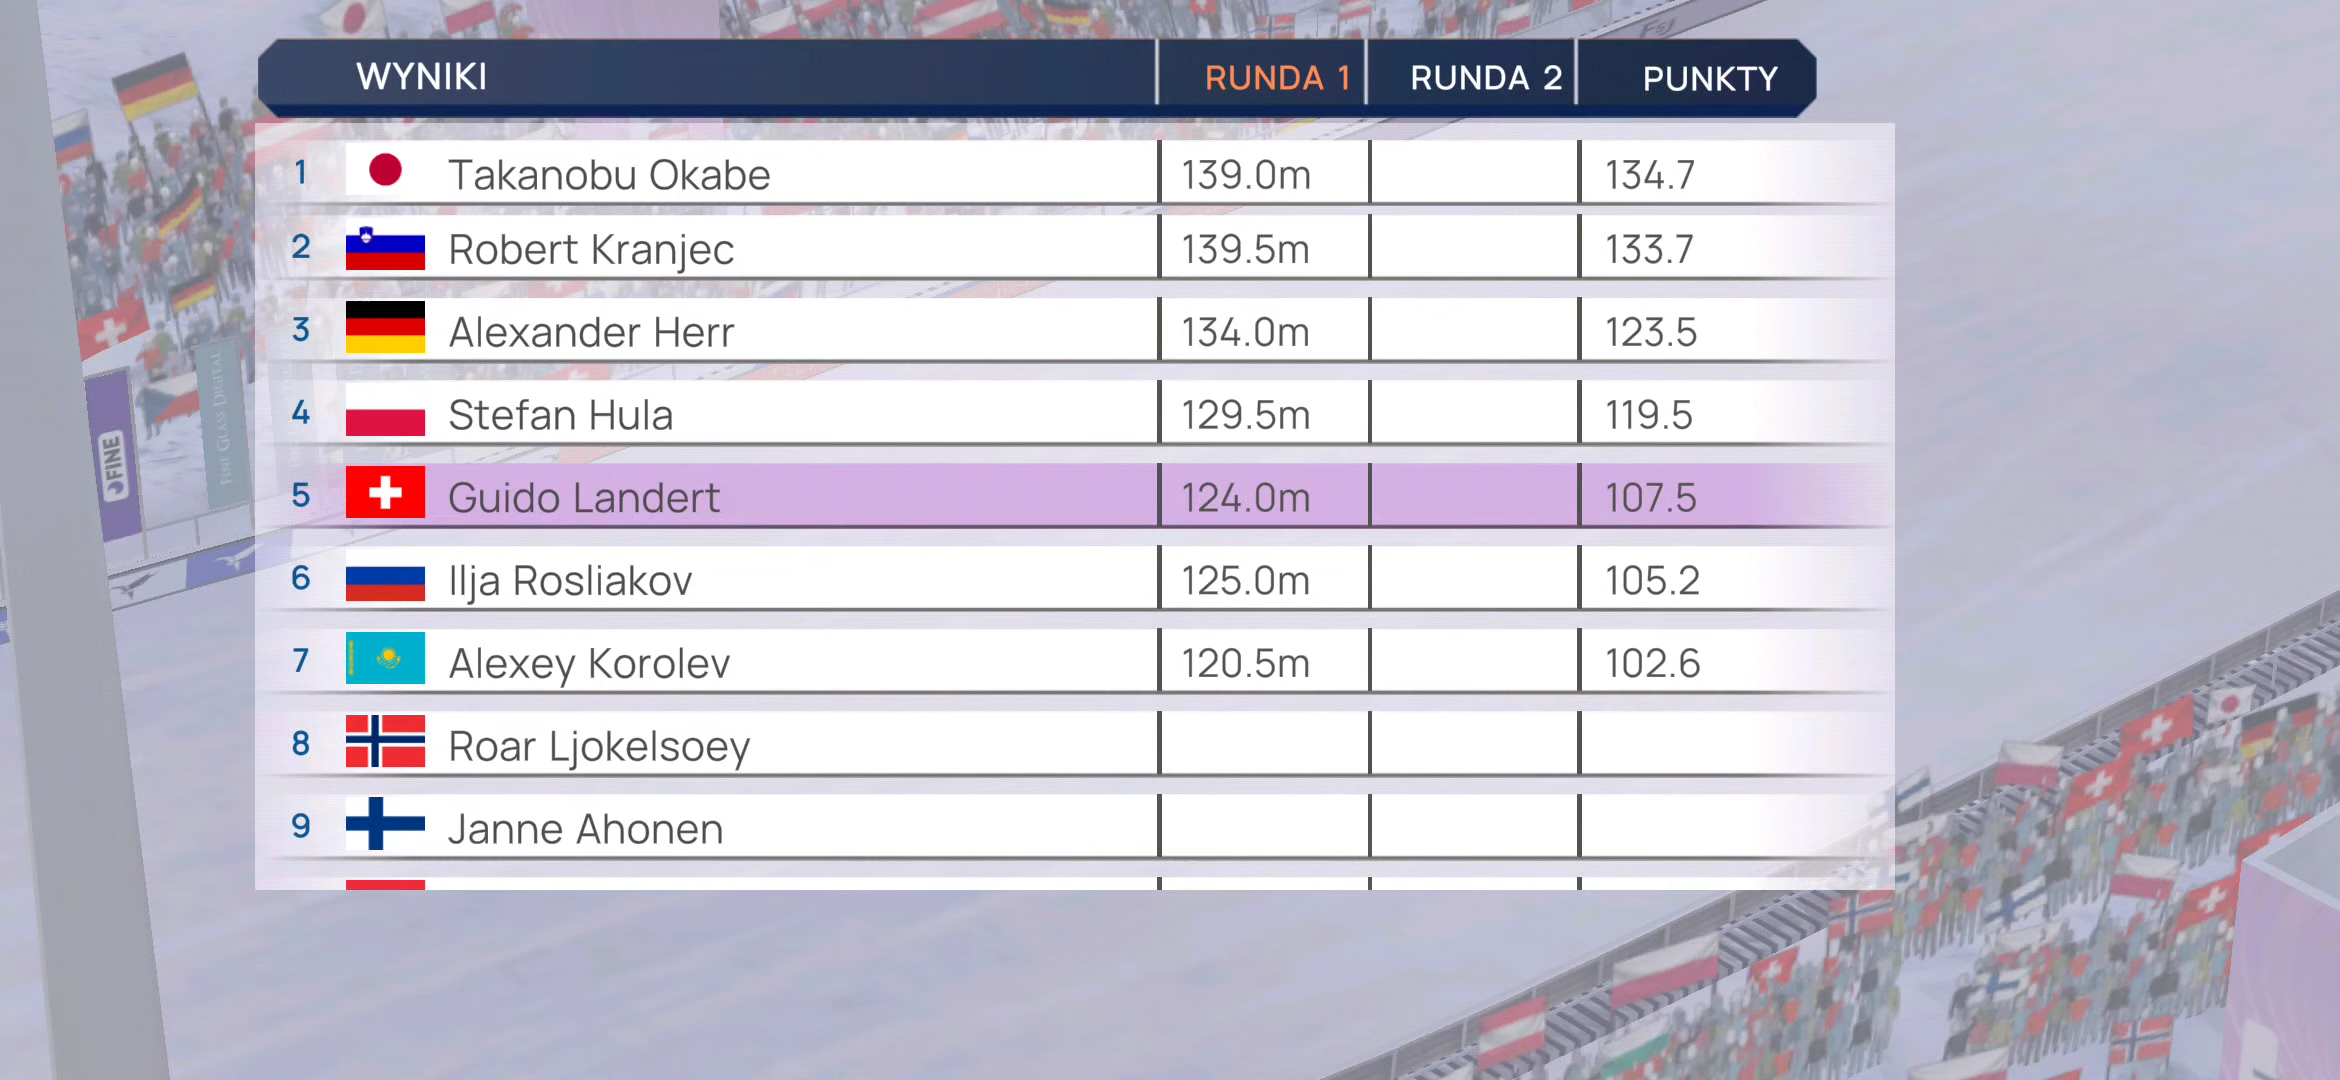 WYNIKI RUNDA 1 RUNDA 2 PUNKTY
1 Takanobu Okabe 139.0m 134.7
2 Robert Kranjec 139.5m 133.7
3 Alexander Herr 134.0m 123.5
4 Stefan Hula 129.5m 119.5
5 Guido Landert 124.0m 107.5
6 Ilja Rosliakov 125.0m 105.2
7 Alexey Korolev 120.5m 102.6
8 Roar Ljokelsoey
9 Janne Ahonen
FINE
FINE GLASS DIGITAL